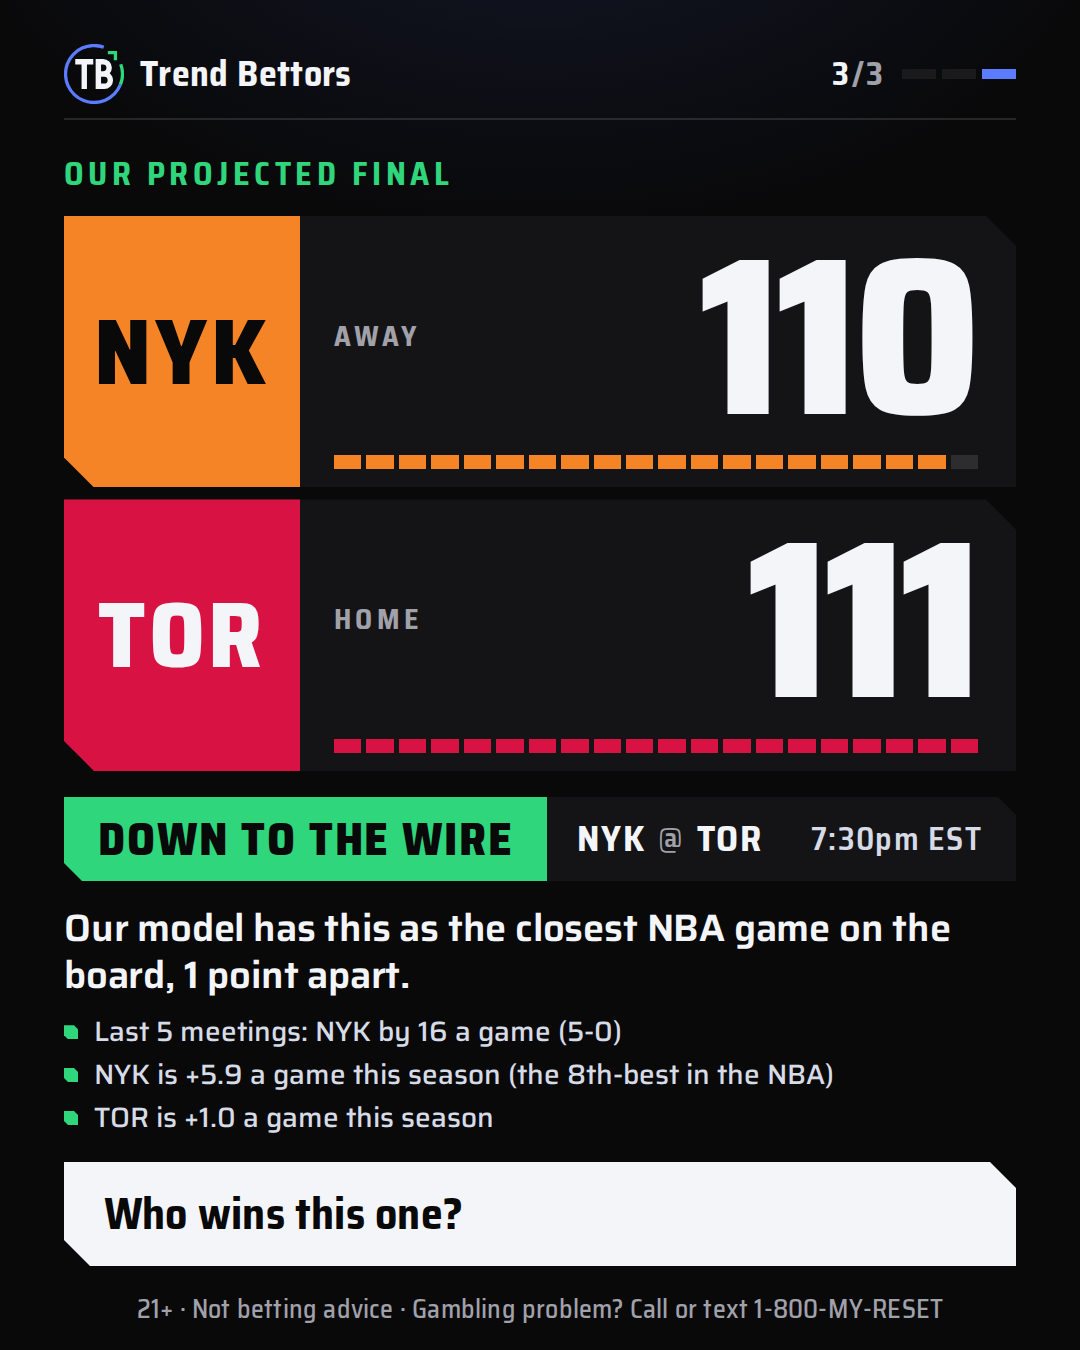 TB Trend Bettors
3/3
OUR PROJECTED FINAL
NYK
AWAY
110
TOR
HOME
111
DOWN TO THE WIRE
NYK @ TOR
7:30pm EST
Our model has this as the closest NBA game on the
board, 1 point apart.
Last 5 meetings: NYK by 16 a game (5-0)
NYK is +5.9 a game this season (the 8th-best in the NBA)
TOR is +1.0 a game this season
Who wins this one?
21+ · Not betting advice · Gambling problem? Call or text 1-800-MY-RESET